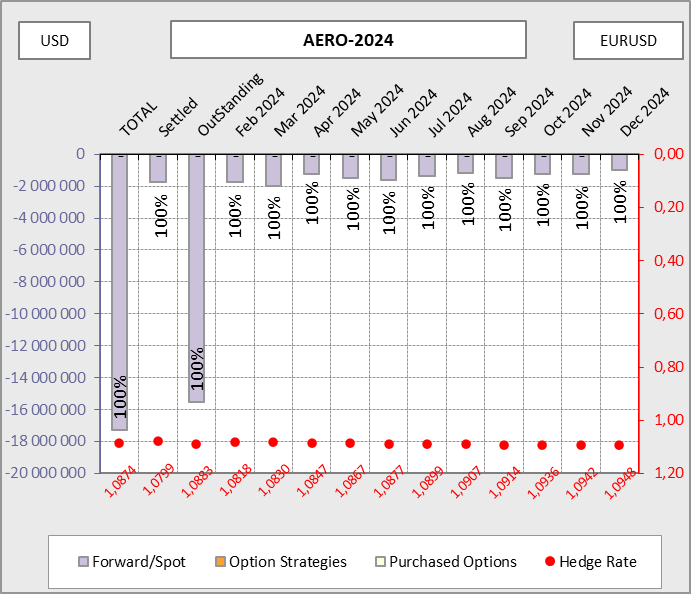 USD
AERO-2024
EURUSD
TOTAL
Settled
OutStanding
Feb 2024
Mar 2024
Apr 2024
May 2024
Jun 2024
Jul 2024
Aug 2024
Sep 2024
Oct 2024
Nov 2024
Dec 2024
0
-2 000 000
-4 000 000
-6 000 000
-8 000 000
-10 000 000
-12 000 000
-14 000 000
-16 000 000
-18 000 000
-20 000 000
100%
100%
100%
100%
100%
100%
100%
100%
100%
100%
100%
100%
100%
100%
0,00
0,20
0,40
0,60
0,80
1,00
1,20
1,0874
1,0799
1,0883
1,0818
1,0830
1,0847
1,0867
1,0877
1,0899
1,0907
1,0914
1,0936
1,0942
1,0948
Forward/Spot
Option Strategies
Purchased Options
Hedge Rate